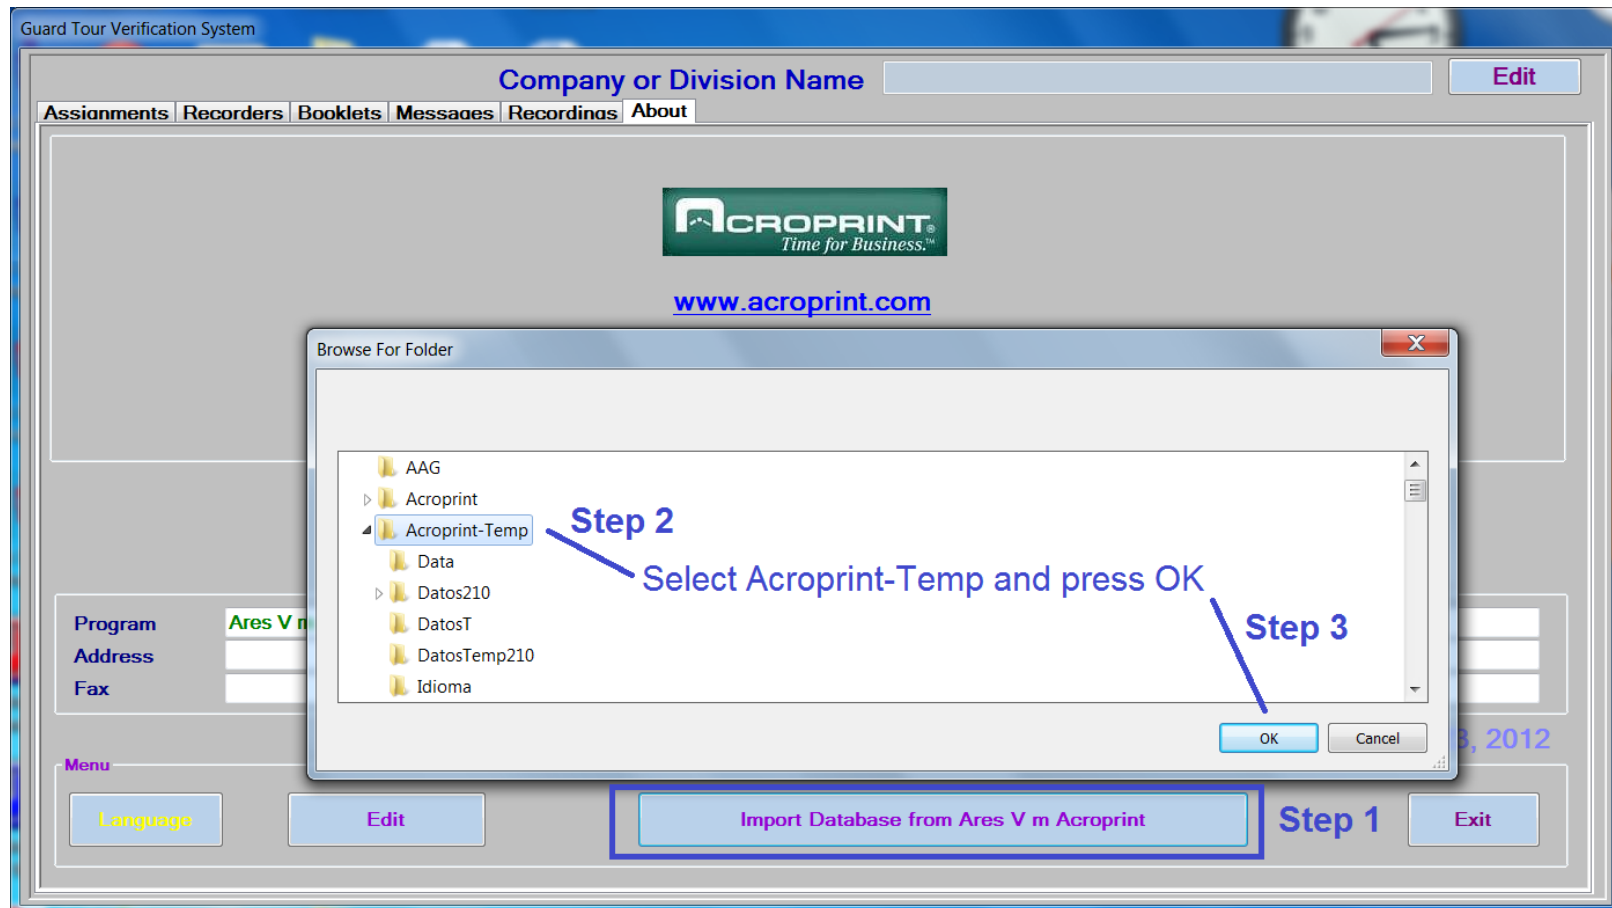 Guard Tour Verification System
Company or Division Name
Edit
Assignments Recorders Booklets Messages Recordings About
ACROPRINT®
Time for Business.™
www.acroprint.com
Browse For Folder
X
AAG
Acroprint
Acroprint-Temp
Step 2
Data
Select Acroprint-Temp and press OK
Datos210
DatosT
Step 3
DatosTemp210
Idioma
Program Ares V m
Address
Fax
OK Cancel
3, 2012
Menu
Language Edit Import Database from Ares V m Acroprint Step 1 Exit